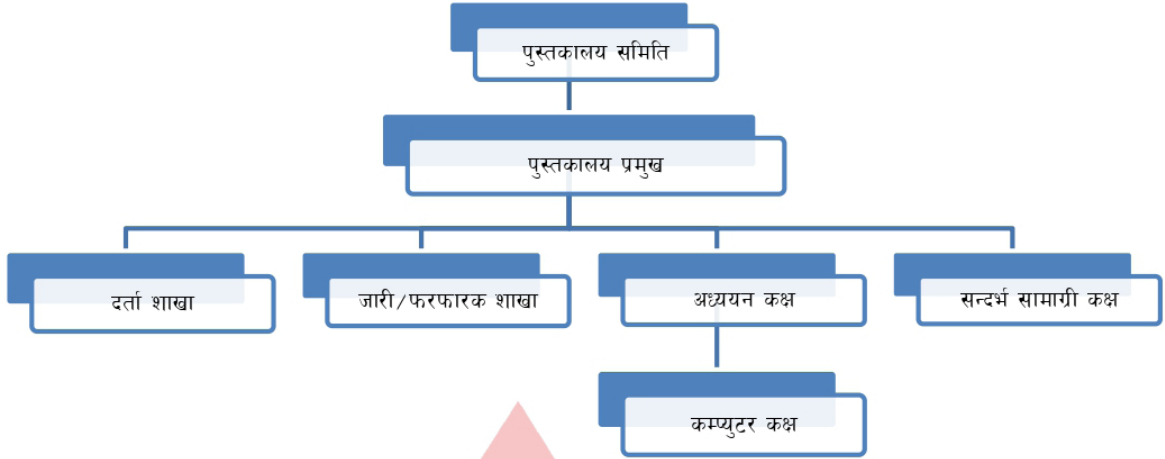 पुस्तकालय समिति
पुस्तकालय प्रमुख
दर्ता शाखा
जारी/फरफारक शाखा
अध्ययन कक्ष
सन्दर्भ सामाग्री कक्ष
कम्प्युटर कक्ष